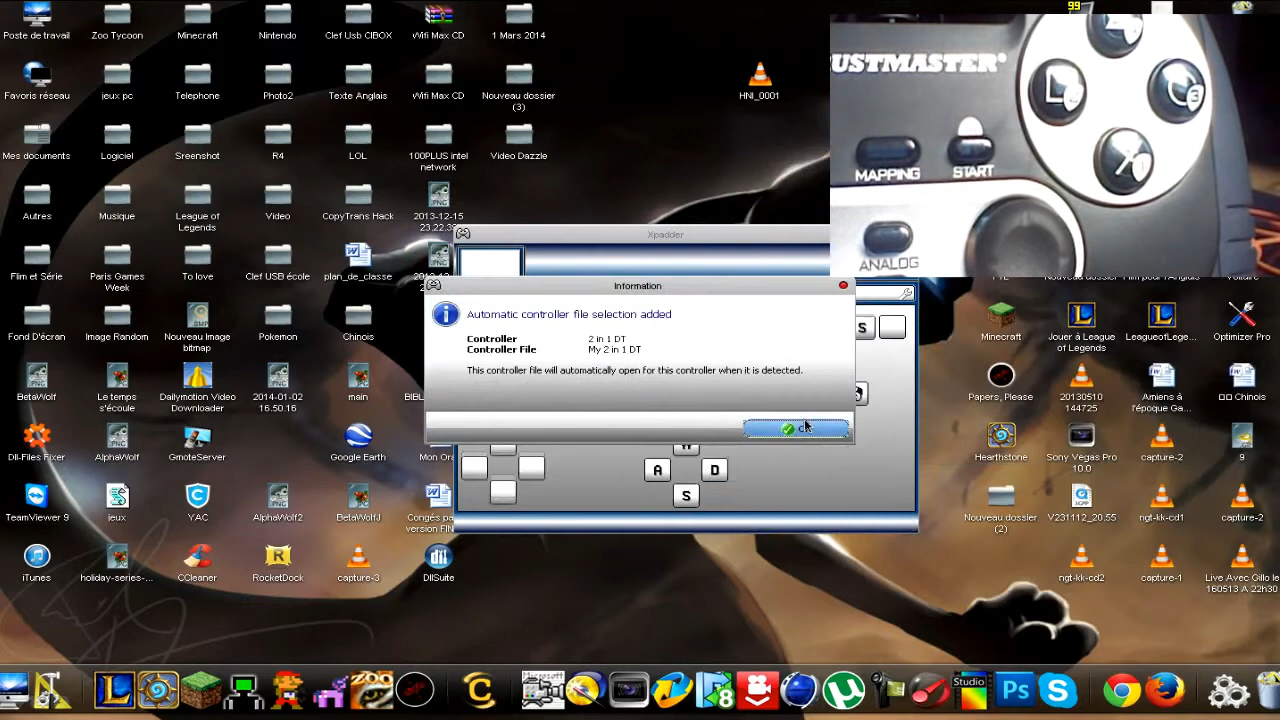 99
Poste de travail
Zoo Tycoon
Minecraft
Nintendo
Clef Usb CIBOX
Wifi Max CD
1 Mars 2014
Favoris réseau
jeux pc
Telephone
Photo2
Texte Anglais
Wifi Max CD
Nouveau dossier
(3)
HNI_0001
Mes documents
Logiciel
Sreenshot
R4
LOL
100PLUS intel
network
Video Dazzle
Autres
Musique
League of
Legends
Video
CopyTrans Hack
2013-12-15
Flim et Série
Paris Games
Week
To love
Clef USB école
plan_de_classe
Fond D'écran
Image Random
Nouveau Image
bitmap
Pokemon
Chinois
BetaWolf
Le temps
s'école
Dailymotion Video
Downloader
2014-01-02
16.50.16
main
Dll-Files Fixer
AlphaWolf
GmoteServer
Google Earth
Mon
TeamViewer 9
jeux
YAC
AlphaWolf2
BetaWolfJ
Congés pa
version FIN
iTunes
holiday-series-...
CCleaner
RocketDock
capture-3
DllSuite
USTMASTER
L
2
3
1
MAPPING
START
ANALOG
Xpadder
Information
Automatic controller file selection added
Controller 2 in 1 DT
Controller File My 2 in 1 DT
This controller file will automatically open for this controller when it is detected.
S
A
D
S
Minecraft
Jouer à League
of Legends
LeagueofLege...
Optimizer Pro
Papers, Please
20130510
144725
Amiens à
l'époque Ga...
Chinois
Hearthstone
Sony Vegas Pro
10.0
capture-2
9
Nouveau dossier
(2)
V231112_20.55
ngt-kk-cd1
capture-2
ngt-kk-cd2
capture-1
Live Avec Gillo le
160513 A 22h30
Studio
Ps